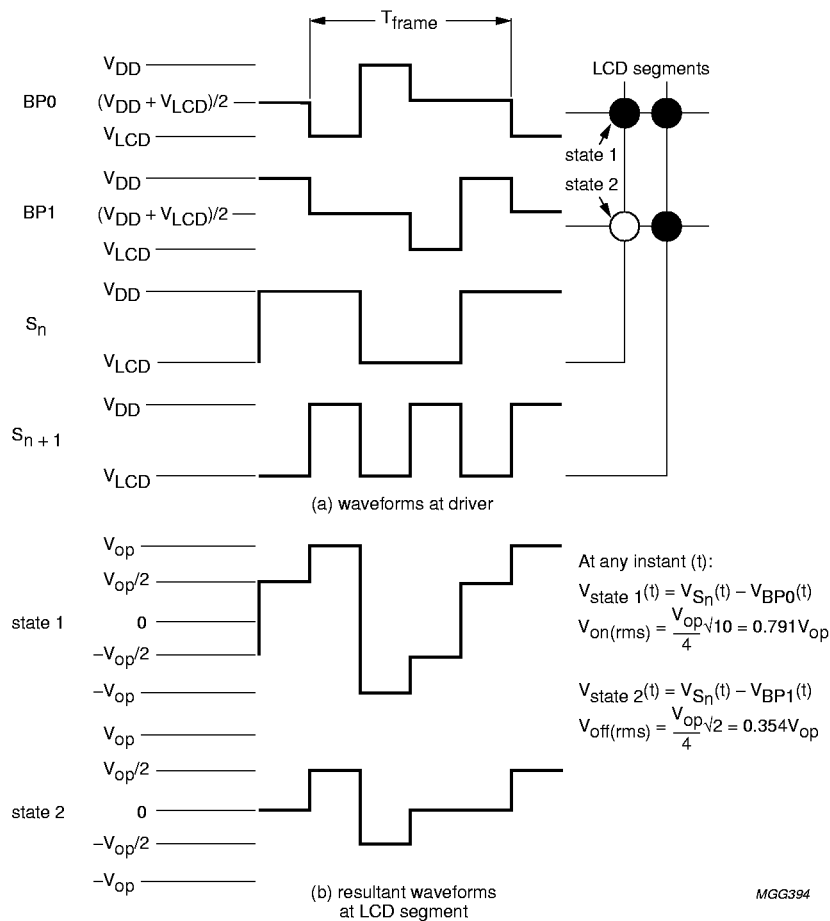 T_frame
V_DD
BP0
(V_DD + V_LCD)/2
V_LCD
LCD segments
state 1
state 2
V_DD
BP1
(V_DD + V_LCD)/2
V_LCD
V_DD
S_n
V_LCD
V_DD
S_n + 1
V_LCD
(a) waveforms at driver
V_op
V_op/2
state 1
0
−V_op/2
−V_op
At any instant (t):
V_state 1(t) = V_Sn(t) − V_BP0(t)
V_on(rms) = V_op/4 √10 = 0.791V_op
V_state 2(t) = V_Sn(t) − V_BP1(t)
V_off(rms) = V_op/4 √2 = 0.354V_op
V_op
V_op/2
state 2
0
−V_op/2
−V_op
(b) resultant waveforms
at LCD segment
MGG394